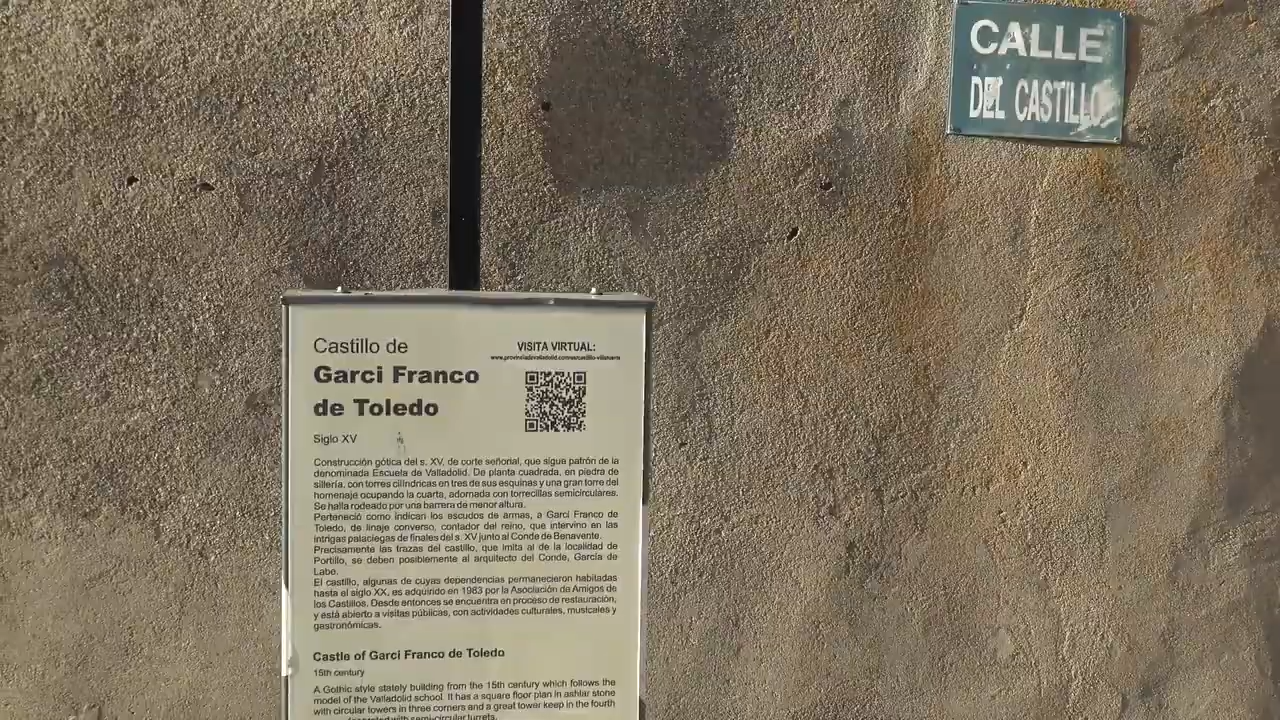 CALLE
DEL CASTILLO
Castillo de
Garci Franco
de Toledo
Siglo XV
VISITA VIRTUAL:
Construcción gótica del s. XV, de corte señorial, que sigue patrón de la
denominada Escuela de Valladolid. De planta cuadrada, en piedra de
sillería, con torres cilíndricas en tres de sus esquinas y una gran torre del
homenaje ocupando la cuarta, adornada con torrecillas semicirculares.
Se halla rodeado por una barrera de menor altura.
Perteneció como indican los escudos de armas, a Garci Franco de
Toledo, de linaje converso, contador del reino, que intervino en las
intrigas palaciegas de finales del s. XV junto al Conde de Benavente.
Precisamente las trazas del castillo, que imita al de la localidad de
Portillo, se deben posiblemente al arquitecto del Conde, García de
Labe.
El castillo, algunas de cuyas dependencias permanecieron habitadas
hasta el siglo XX, es adquirido en 1983 por la Asociación de Amigos de
los Castillos. Desde entonces se encuentra en proceso de restauración,
y está abierto a visitas públicas, con actividades culturales, musicales y
gastronómicas.
Castle of Garci Franco de Toledo
15th century
A Gothic style stately building from the 15th century which follows the
model of the Valladolid school. It has a square floor plan in ashlar stone
with circular towers in three corners and a great tower keep in the fourth
with semi-circular turrets.